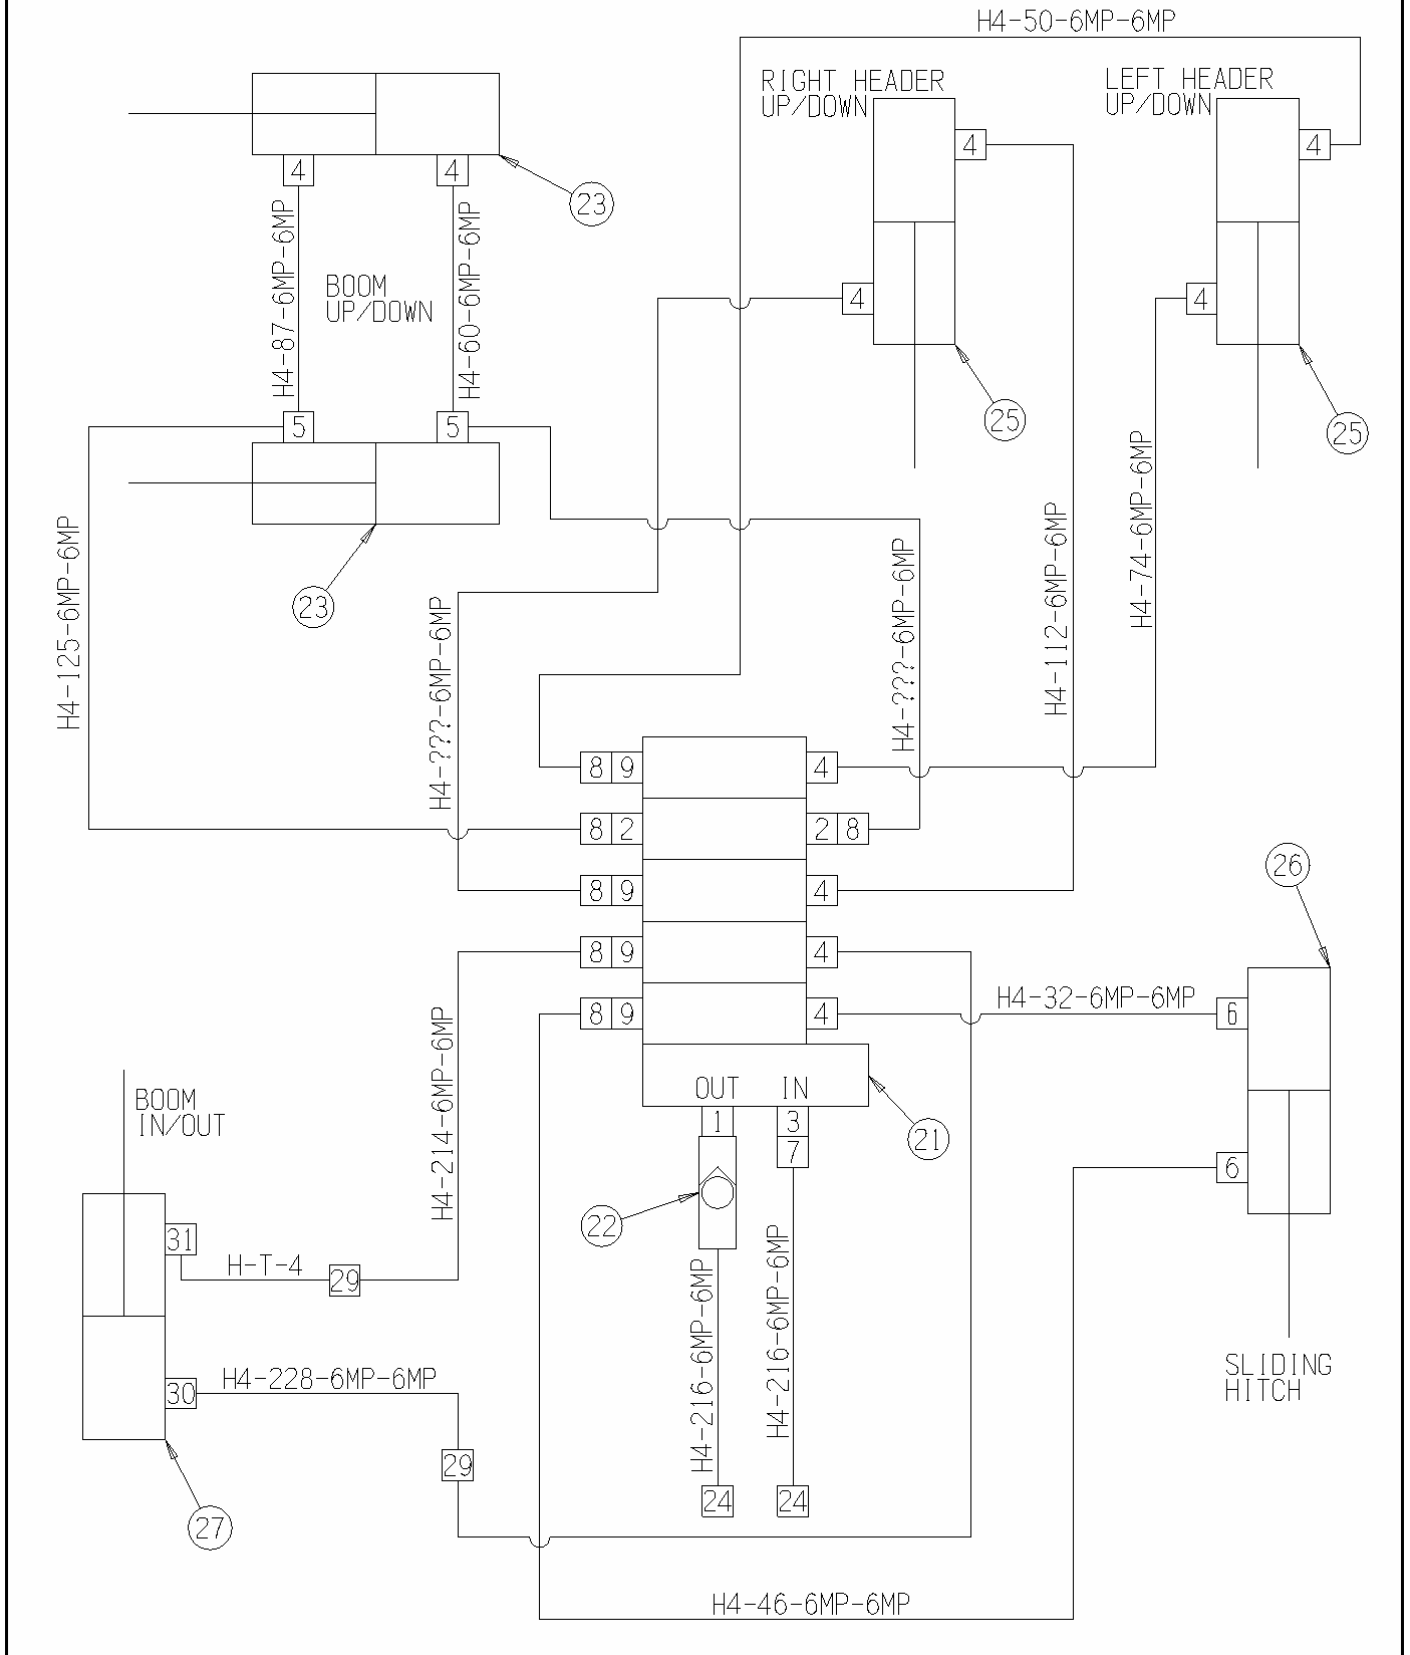 H4-50-6MP-6MP
RIGHT HEADER
UP/DOWN
LEFT HEADER
UP/DOWN
4
4
4
4
23
H4-87-6MP-6MP
H4-60-6MP-6MP
BOOM
UP/DOWN
4
4
25
25
5
5
H4-125-6MP-6MP
23
H4-???-6MP-6MP
H4-???-6MP-6MP
H4-112-6MP-6MP
H4-74-6MP-6MP
8 9
4
8 2
2 8
8 9
4
26
8 9
4
8 9
4
H4-32-6MP-6MP
6
OUT IN
1
3
7
21
H4-214-6MP-6MP
BOOM
IN/OUT
6
22
31
H-T-4
29
H4-216-6MP-6MP
H4-216-6MP-6MP
30
H4-228-6MP-6MP
SLIDING
HITCH
29
24
24
27
H4-46-6MP-6MP